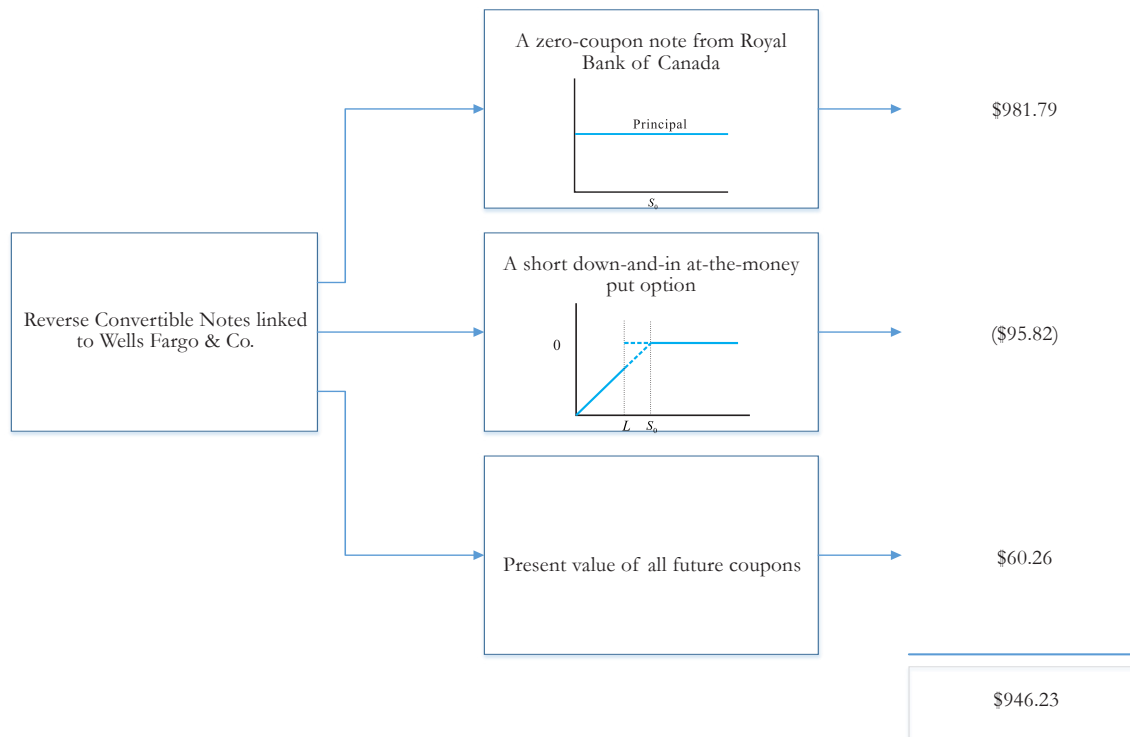 A zero-coupon note from Royal
Bank of Canada
Principal
S₀
$981.79
Reverse Convertible Notes linked
to Wells Fargo & Co.
A short down-and-in at-the-money
put option
0
L S₀
($95.82)
Present value of all future coupons
$60.26
$946.23